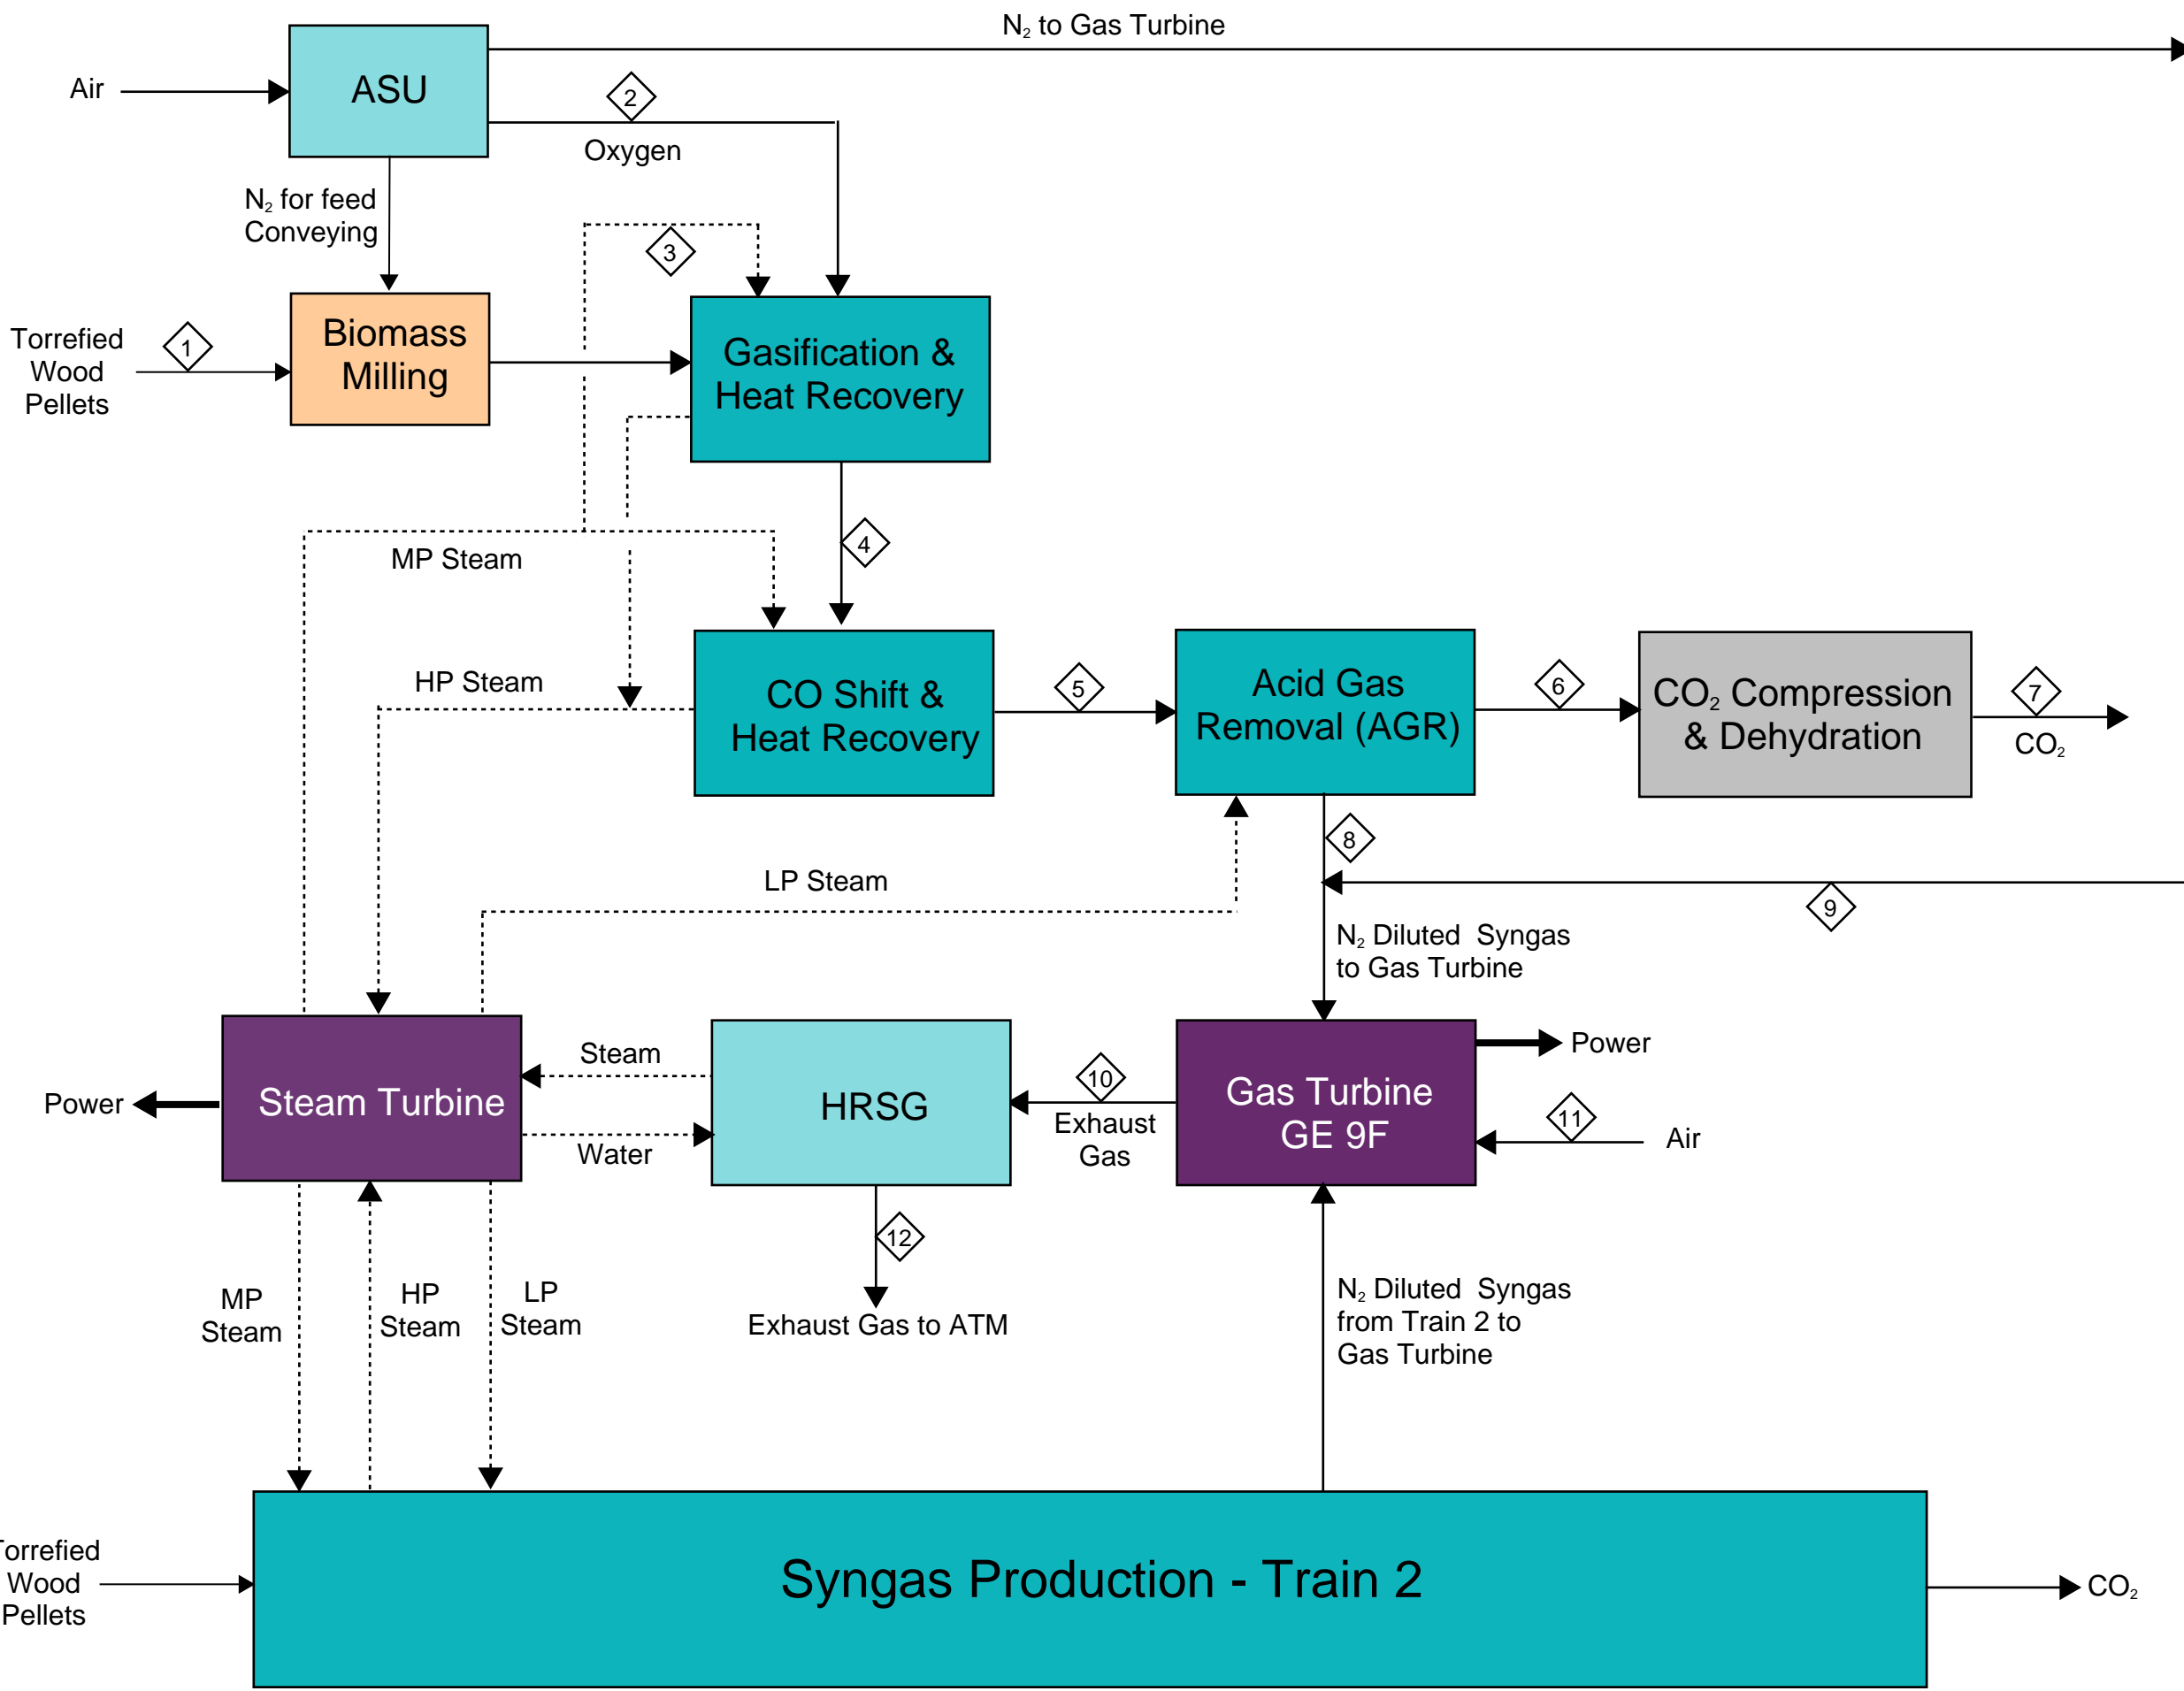 N₂ to Gas Turbine
Air
ASU
2
Oxygen
N₂ for feed
Conveying
3
Torrefied
Wood
Pellets
1
Biomass
Milling
Gasification &
Heat Recovery
4
MP Steam
HP Steam
CO Shift &
Heat Recovery
5
Acid Gas
Removal (AGR)
6
CO₂ Compression
& Dehydration
7
CO₂
8
LP Steam
9
N₂ Diluted Syngas
to Gas Turbine
Power
Steam Turbine
Steam
Water
HRSG
10
Exhaust
Gas
Gas Turbine
GE 9F
Power
11
Air
12
Exhaust Gas to ATM
MP
Steam
HP
Steam
LP
Steam
N₂ Diluted Syngas
from Train 2 to
Gas Turbine
Torrefied
Wood
Pellets
Syngas Production - Train 2
CO₂